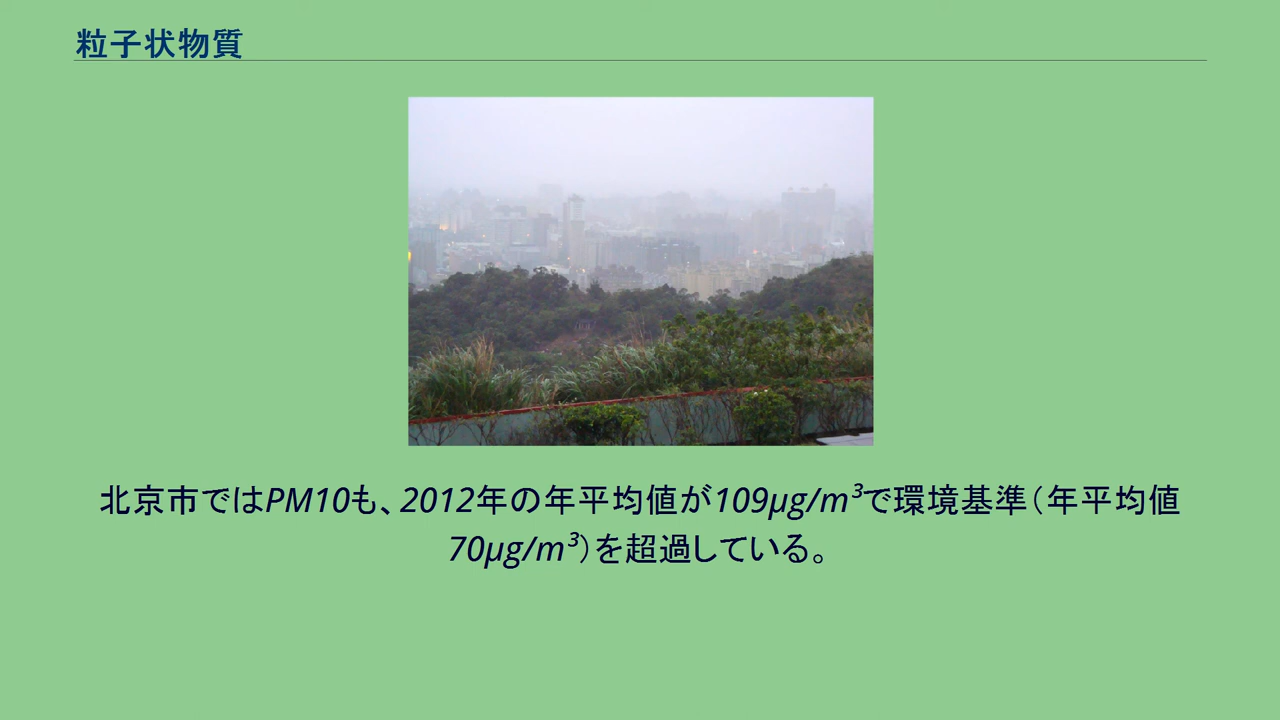 粒子状物質
北京市ではPM10も、2012年の年平均値が109µg/m³で環境基準（年平均値
70µg/m³）を超過している。